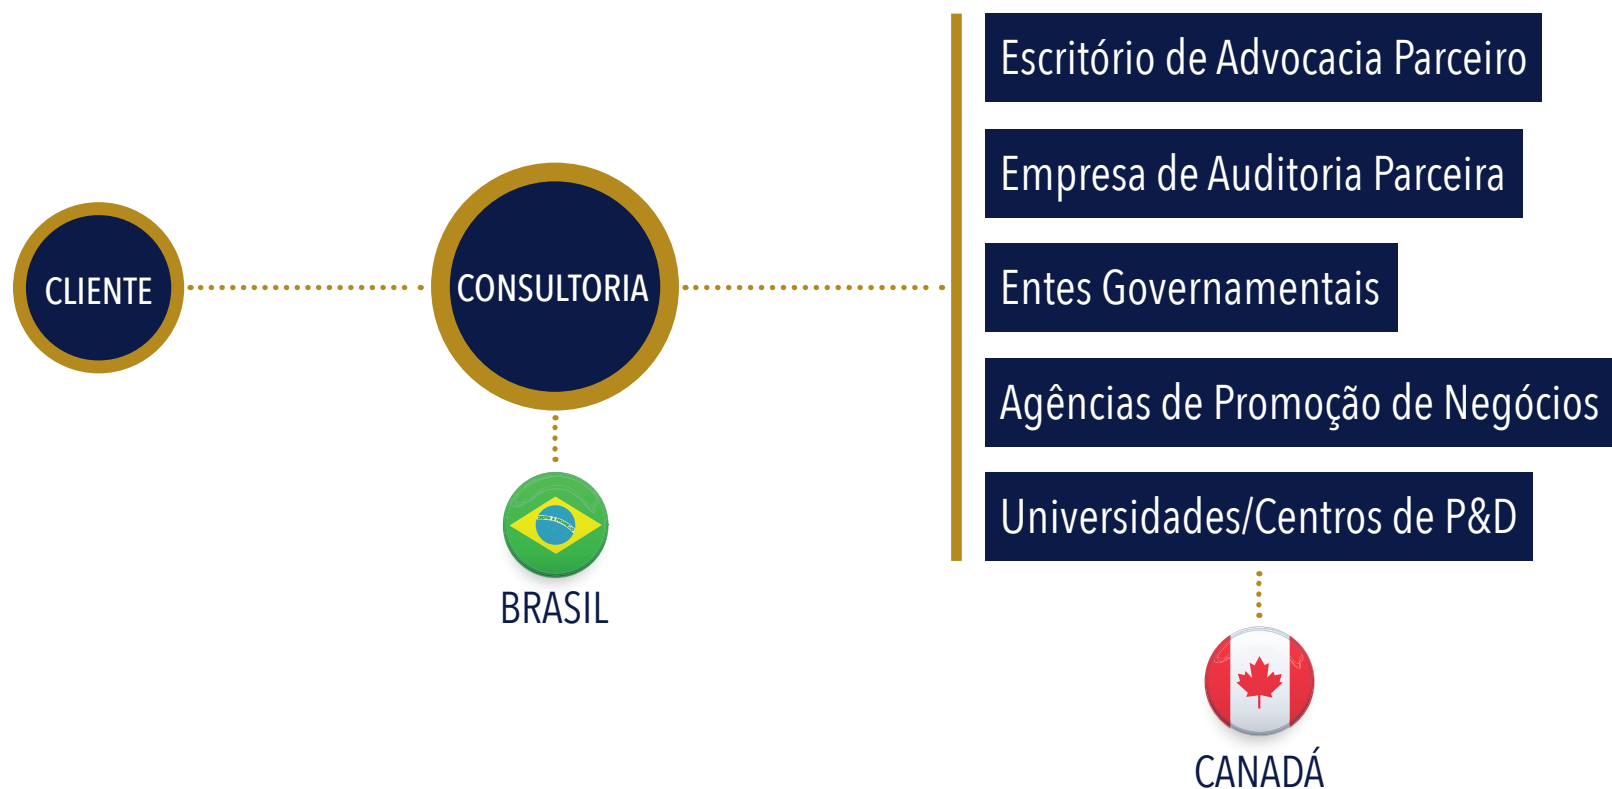 CLIENTE
CONSULTORIA
BRASIL
Escritório de Advocacia Parceiro
Empresa de Auditoria Parceira
Entes Governamentais
Agências de Promoção de Negócios
Universidades/Centros de P&D
CANADÁ